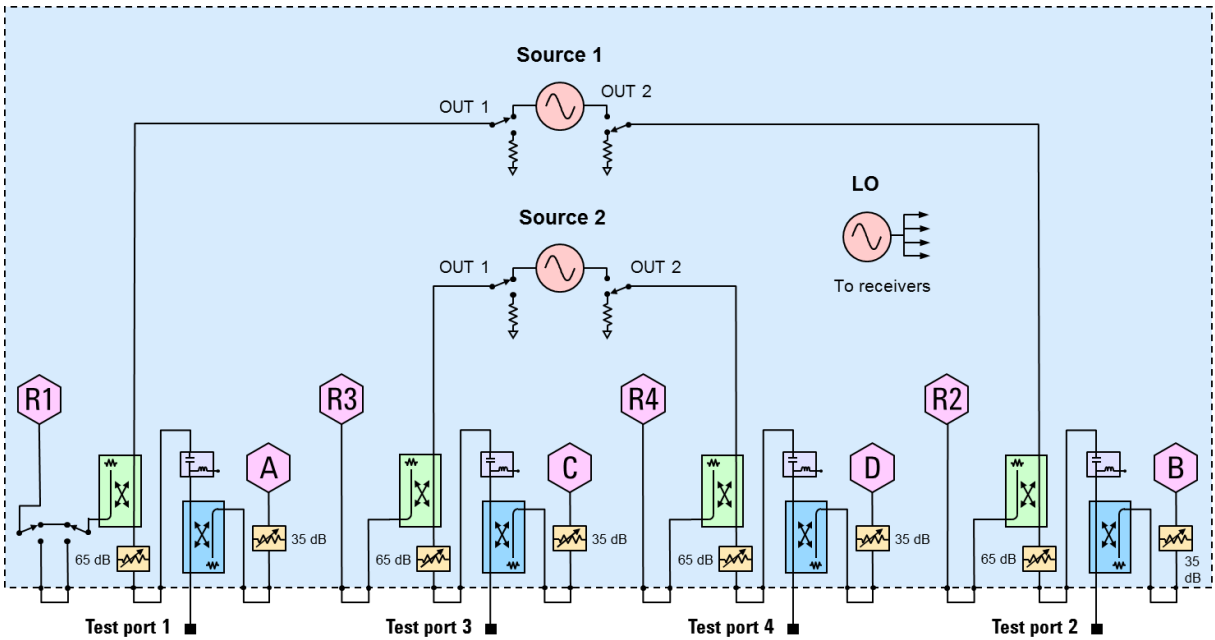 Source 1
OUT 1
OUT 2
LO
Source 2
OUT 1
OUT 2
To receivers
R1
R3
R4
R2
A
C
D
B
35 dB
35 dB
35 dB
35
dB
65 dB
65 dB
65 dB
65 dB
Test port 1
Test port 3
Test port 4
Test port 2